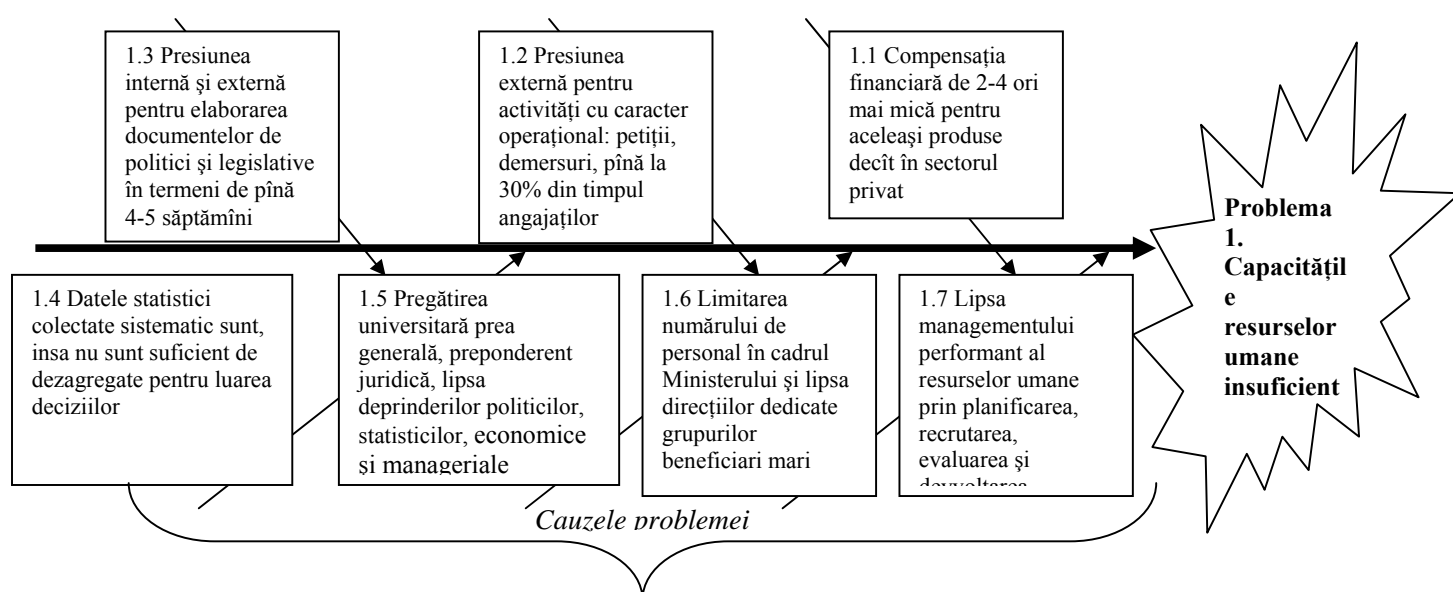 1.3 Presiunea
internă şi externă
pentru elaborarea
documentelor de
politici şi legislative
în termeni de pînă
4-5 săptămîni
1.2 Presiunea
externă pentru
activități cu caracter
operațional: petiții,
demersuri, pînă la
30% din timpul
angajaților
1.1 Compensația
financiară de 2-4 ori
mai mică pentru
aceleaşi produse
decît în sectorul
privat
Problema
1.
Capacitățil
e
resurselor
umane
insuficient
1.4 Datele statistici
colectate sistematic sunt,
insa nu sunt suficient de
dezagregate pentru luarea
deciziilor
1.5 Pregătirea
universitară prea
generală, preponderent
juridică, lipsa
deprinderilor politicilor,
statisticilor, economice
şi manageriale
1.6 Limitarea
numărului de
personal în cadrul
Ministerului şi lipsa
direcțiilor dedicate
grupurilor
beneficiari mari
1.7 Lipsa
managementului
performant al
resurselor umane
prin planificarea,
recrutarea,
evaluarea şi
Cauzele problemei